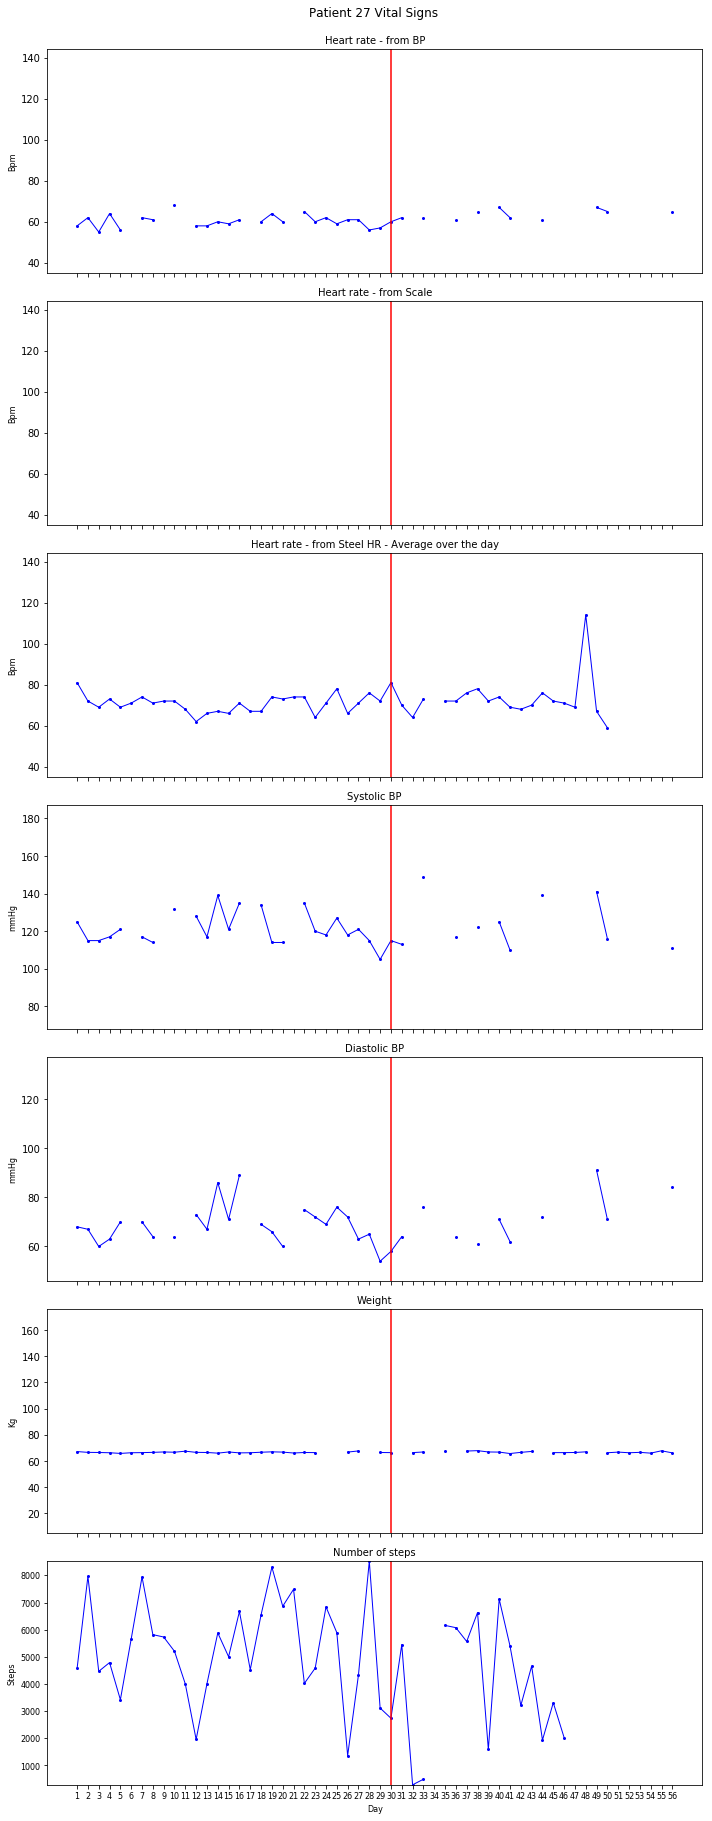 Patient 27 Vital Signs
Heart rate - from BP
140
120
100
80
60
40
Bpm
Heart rate - from Scale
140
120
100
80
60
40
Bpm
Heart rate - from Steel HR - Average over the day
140
120
100
80
60
40
Bpm
Systolic BP
180
160
140
120
100
80
mmHg
Diastolic BP
120
100
80
60
mmHg
Weight
160
140
120
100
80
60
40
20
Kg
Number of steps
8000
7000
6000
5000
4000
3000
2000
1000
Steps
1 2 3 4 5 6 7 8 9 10 11 12 13 14 15 16 17 18 19 20 21 22 23 24 25 26 27 28 29 30 31 32 33 34 35 36 37 38 39 40 41 42 43 44 45 46 47 48 49 50 51 52 53 54 55 56
Day